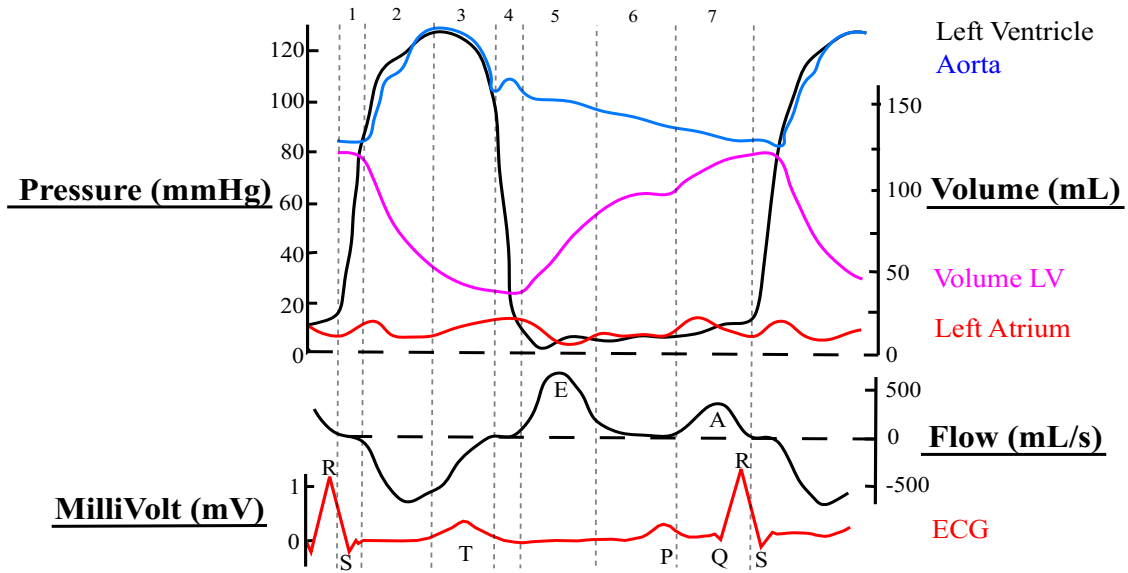 1 2 3 4 5 6 7
Left Ventricle
Aorta
120
100
80
60
40
20
0
Pressure (mmHg)
150
100
50
0
Volume (mL)
Volume LV
Left Atrium
E
A
500
0
-500
Flow (mL/s)
MilliVolt (mV)
1
0
R
S
T
P
Q
R
S
ECG